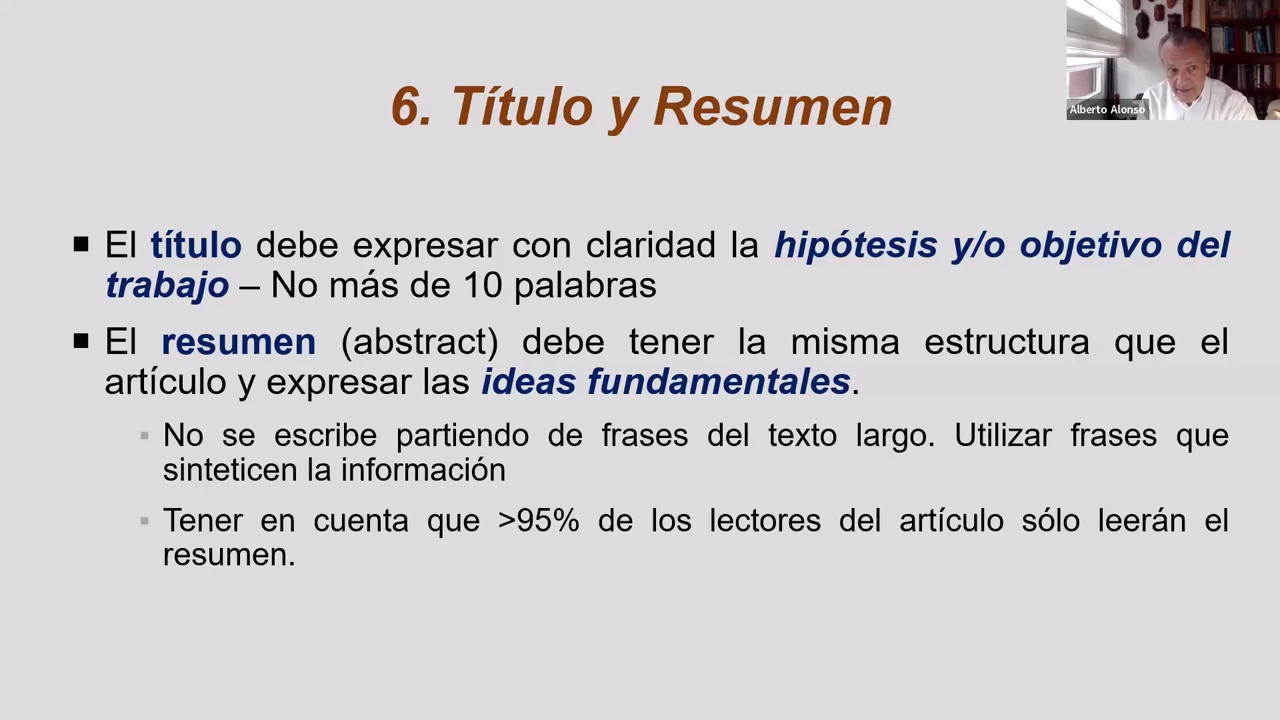 Alberto Alonso
6. Título y Resumen
▪ El título debe expresar con claridad la hipótesis y/o objetivo del
trabajo – No más de 10 palabras
▪ El resumen (abstract) debe tener la misma estructura que el
artículo y expresar las ideas fundamentales.
▪ No se escribe partiendo de frases del texto largo. Utilizar frases que
sinteticen la información
▪ Tener en cuenta que >95% de los lectores del artículo sólo leerán el
resumen.